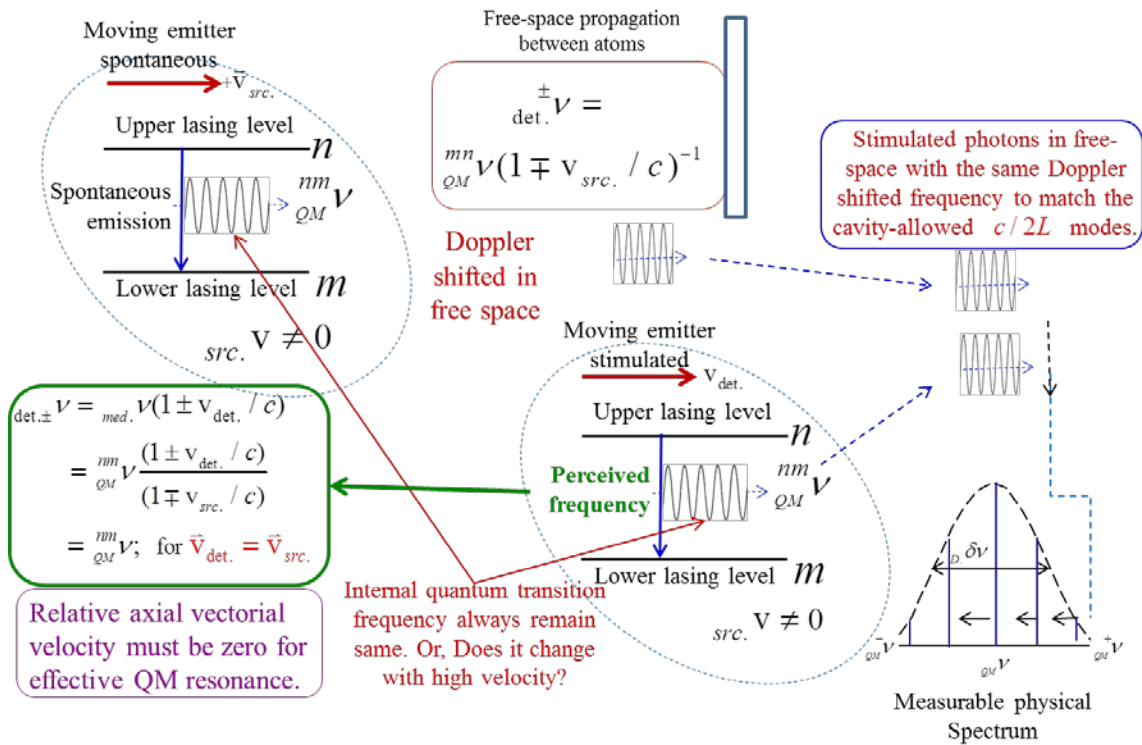 Moving emitter
spontaneous
+v⃗ src.
Upper lasing level n
Spontaneous
emission
nm QM ν
Lower lasing level m
src. v ≠ 0
Free-space propagation
between atoms
± det. ν =
mn QM ν(1 ∓ v src. / c)⁻¹
Doppler
shifted in
free space
Stimulated photons in free-
space with the same Doppler
shifted frequency to match the
cavity-allowed c / 2L modes.
Moving emitter
stimulated
v det.
Upper lasing level n
Perceived
frequency
nm QM ν
Lower lasing level m
src. v ≠ 0
det.± ν = med. ν(1 ± v det. / c)
= nm QM ν (1 ± v det. / c) / (1 ∓ v src. / c)
= nm QM ν; for v⃗ det. = v⃗ src.
Relative axial vectorial
velocity must be zero for
effective QM resonance.
Internal quantum transition
frequency always remain
same. Or, Does it change
with high velocity?
D. δν
− QM ν
QM ν
+ QM ν
Measurable physical
Spectrum